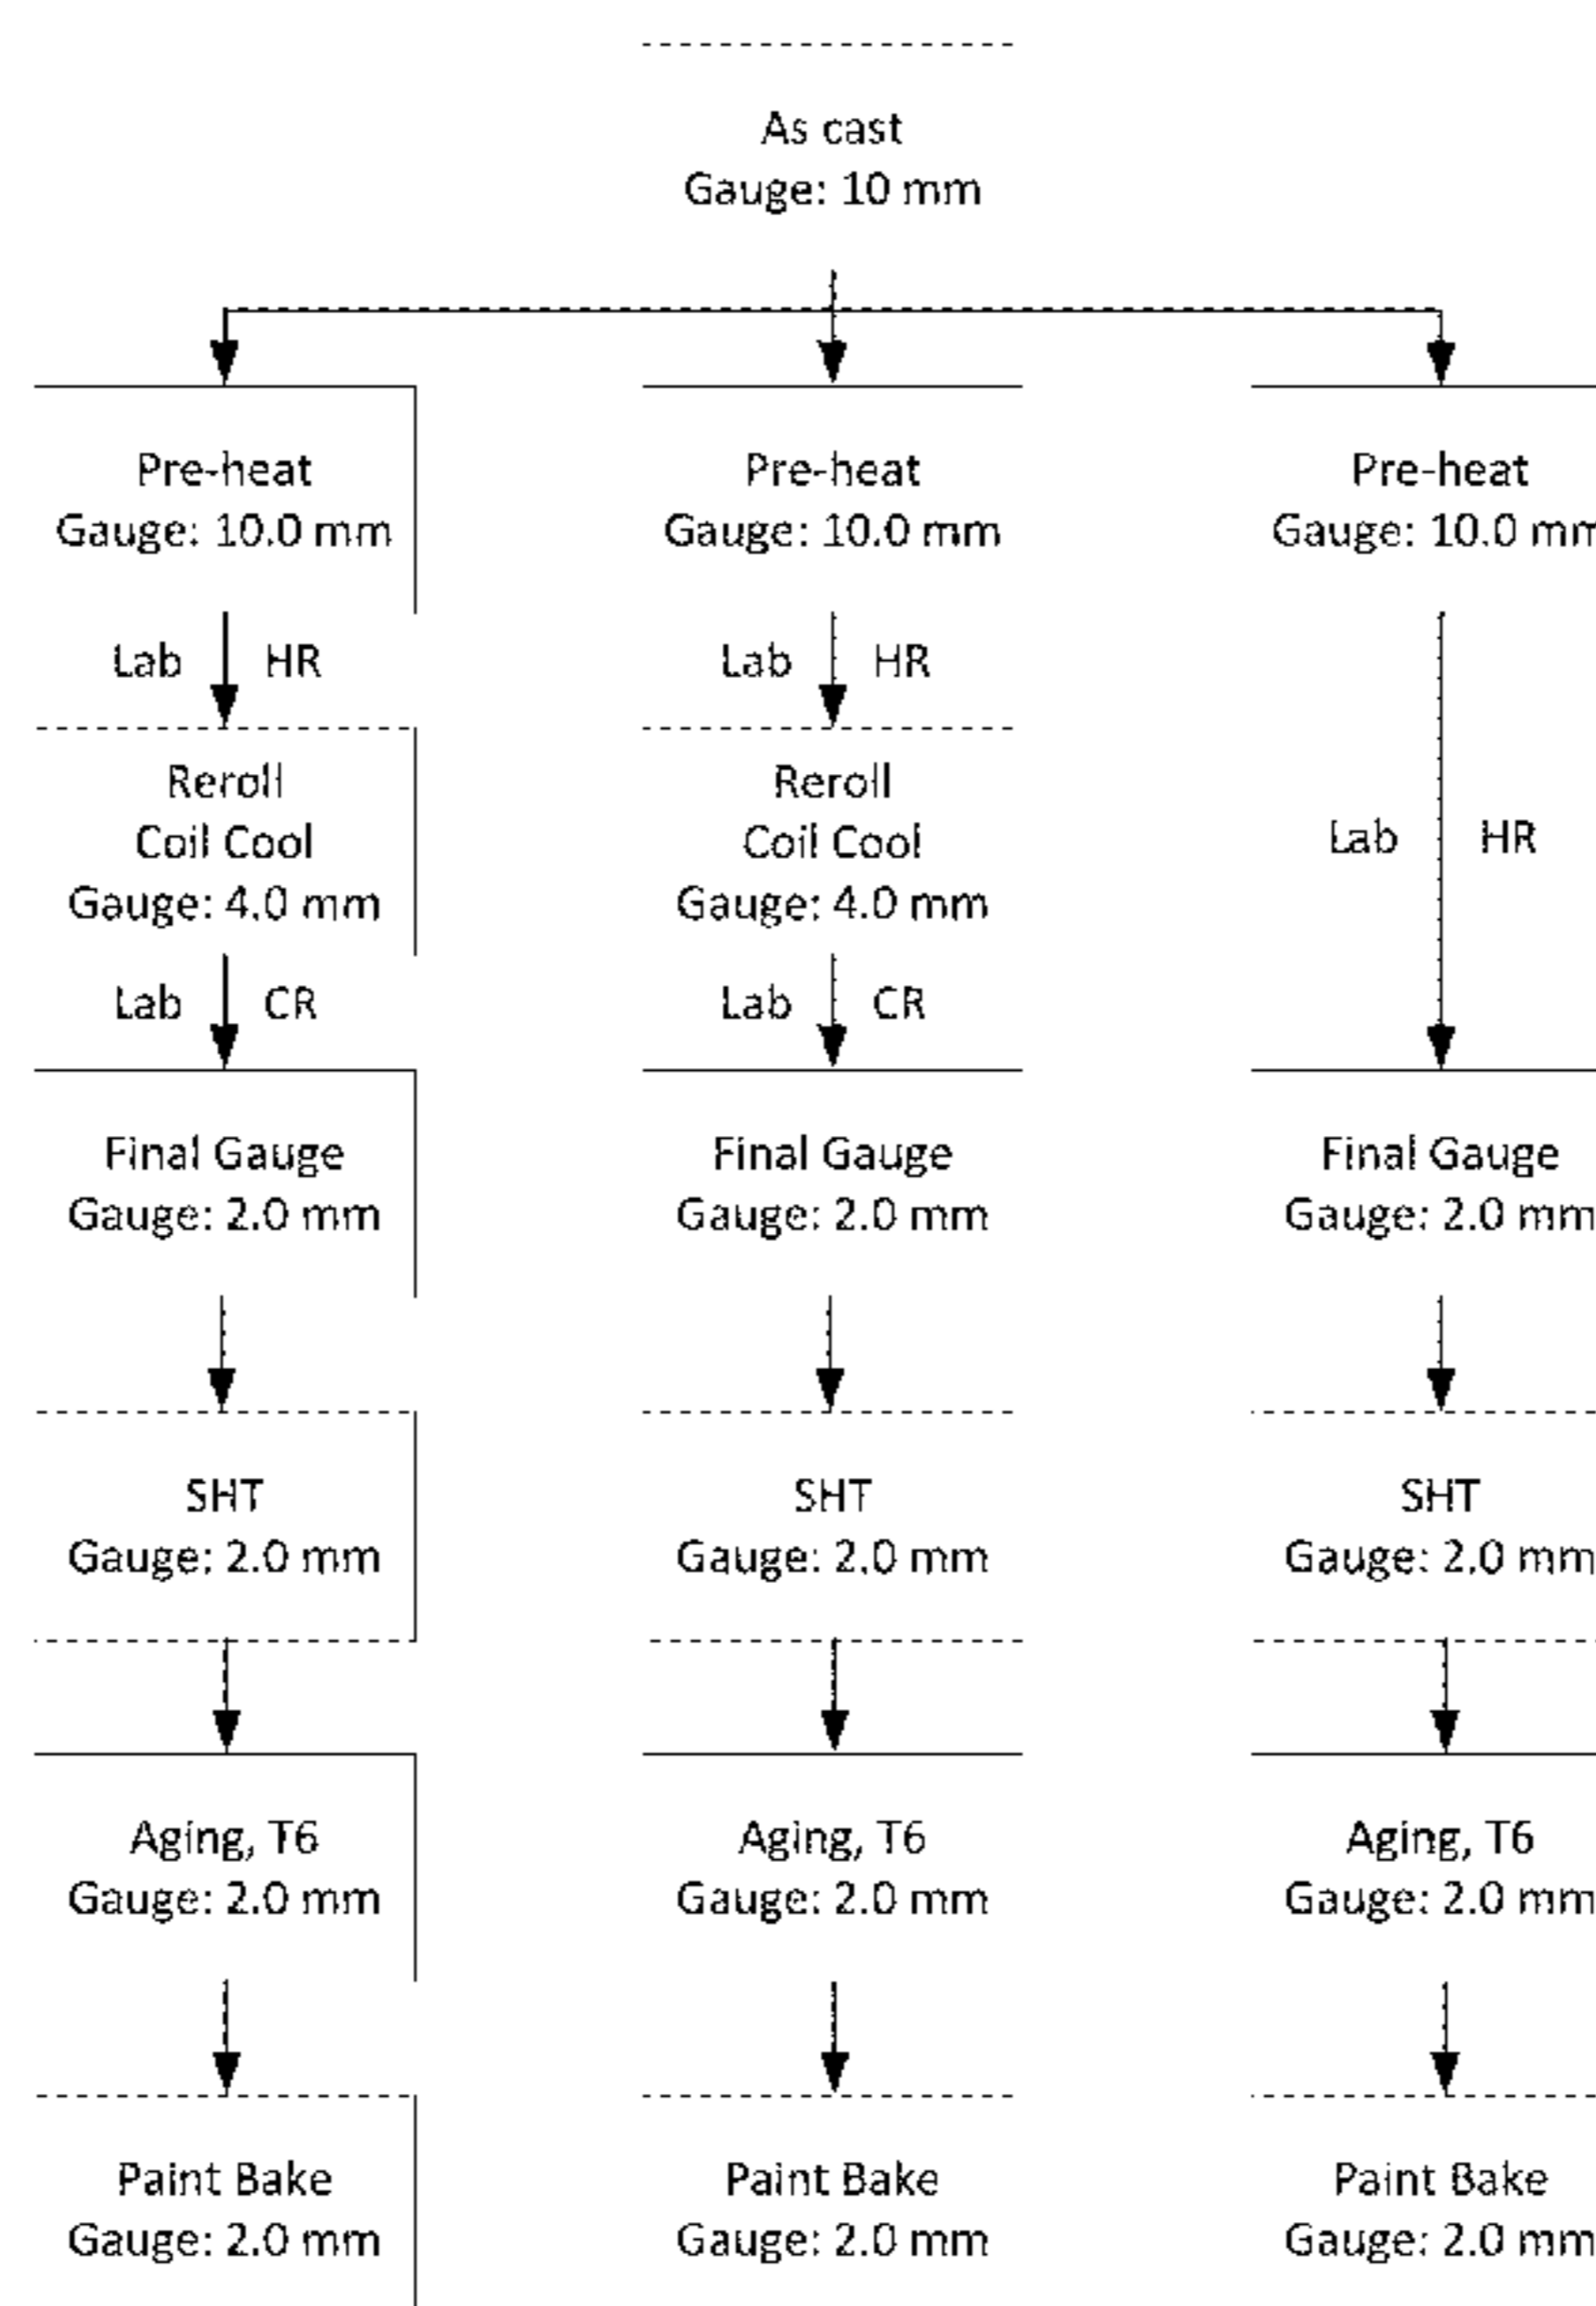 As cast
Gauge: 10 mm
Pre-heat
Gauge: 10.0 mm
Pre-heat
Gauge: 10.0 mm
Pre-heat
Gauge: 10.0 mm
Lab HR
Lab HR
Reroll
Coil Cool
Gauge: 4.0 mm
Reroll
Coil Cool
Gauge: 4.0 mm
Lab HR
Lab CR
Lab CR
Final Gauge
Gauge: 2.0 mm
Final Gauge
Gauge: 2.0 mm
Final Gauge
Gauge: 2.0 mm
SHT
Gauge: 2.0 mm
SHT
Gauge: 2.0 mm
SHT
Gauge: 2.0 mm
Aging, T6
Gauge: 2.0 mm
Aging, T6
Gauge: 2.0 mm
Aging, T6
Gauge: 2.0 mm
Paint Bake
Gauge: 2.0 mm
Paint Bake
Gauge: 2.0 mm
Paint Bake
Gauge: 2.0 mm